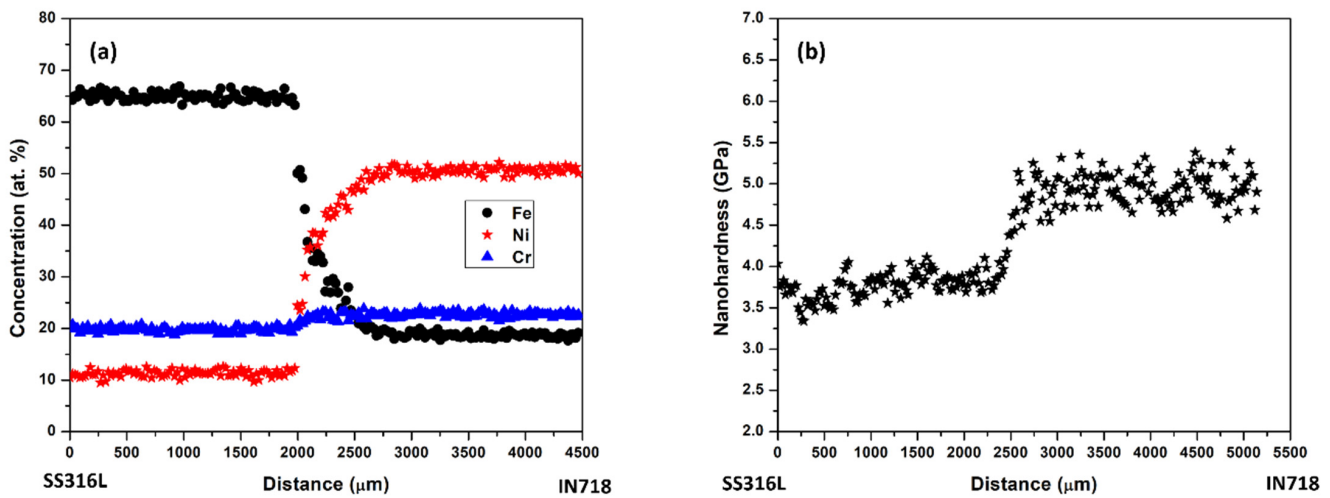 (a)
Concentration (at. %)
80
70
60
50
40
30
20
10
0
Fe
Ni
Cr
0 500 1000 1500 2000 2500 3000 3500 4000 4500
SS316L Distance (μm) IN718
(b)
Nanohardness (GPa)
7.0
6.5
6.0
5.5
5.0
4.5
4.0
3.5
3.0
2.5
2.0
0 500 1000 1500 2000 2500 3000 3500 4000 4500 5000 5500
SS316L Distance (μm) IN718